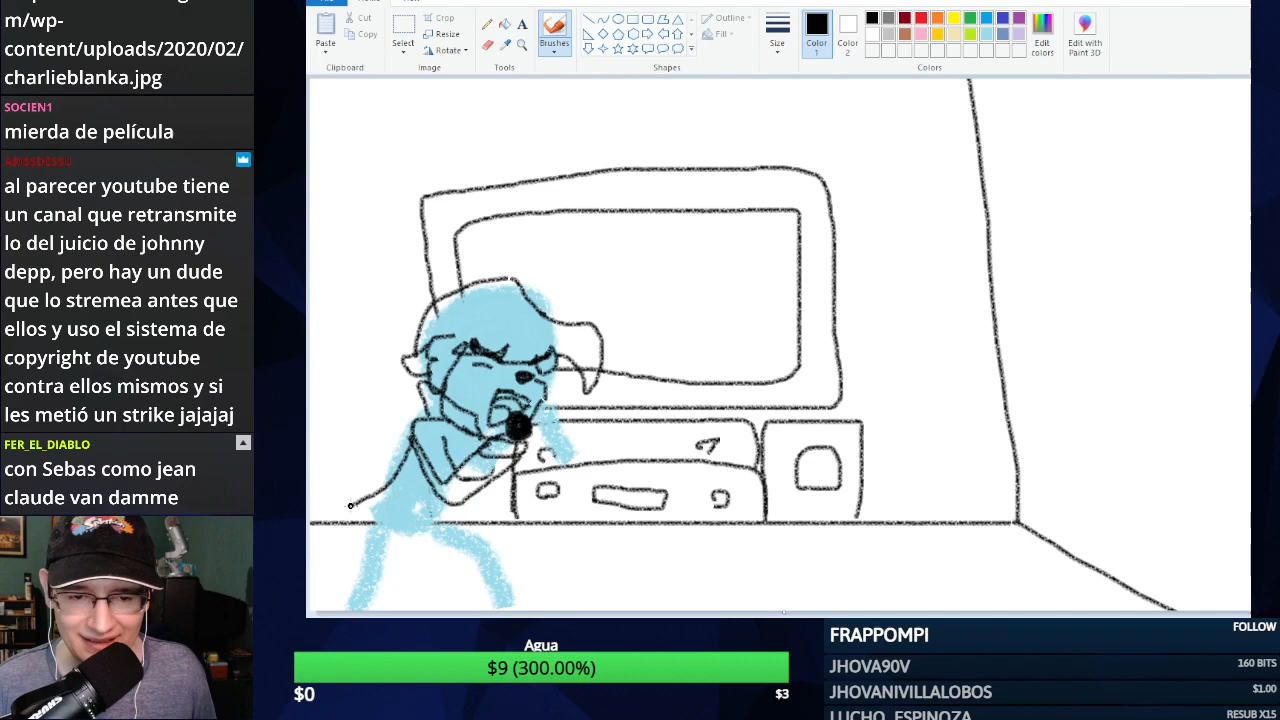 m/wp-
content/uploads/2020/02/
charlieblanka.jpg
SOCIEN1
mierda de película
al parecer youtube tiene
un canal que retransmite
lo del juicio de johnny
depp, pero hay un dude
que lo stremea antes que
ellos y uso el sistema de
copyright de youtube
contra ellos mismos y si
les metió un strike jajajaj
FER_EL_DIABLO
con Sebas como jean
claude van damme
Paste
Cut
Copy
Clipboard
Select
Crop
Resize
Rotate
Image
A
Tools
Brushes
Outline
Fill
Shapes
Size
Color
1
Color
2
Edit
colors
Edit with
Paint 3D
Colors
Agua
$9 (300.00%)
$0
$3
FRAPPOMPI
FOLLOW
JHOVA90V
160 BITS
JHOVANIVILLALOBOS
$1.00
LUCHO_ESPINOZA
RESUB X15